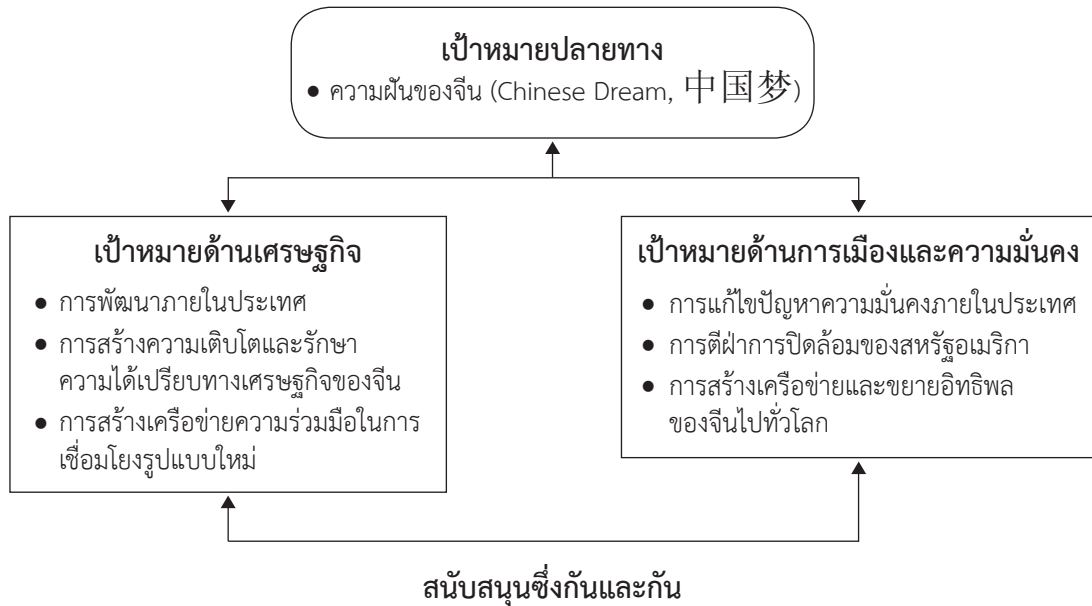 เป้าหมายปลายทาง
● ความฝันของจีน (Chinese Dream, 中国梦)
เป้าหมายด้านเศรษฐกิจ
● การพัฒนาภายในประเทศ
● การสร้างความเติบโตและรักษา
ความได้เปรียบทางเศรษฐกิจของจีน
● การสร้างเครือข่ายความร่วมมือในการ
เชื่อมโยงรูปแบบใหม่
เป้าหมายด้านการเมืองและความมั่นคง
● การแก้ไขปัญหาความมั่นคงภายในประเทศ
● การตีฝ่าการปิดล้อมของสหรัฐอเมริกา
● การสร้างเครือข่ายและขยายอิทธิพล
ของจีนไปทั่วโลก
สนับสนุนซึ่งกันและกัน